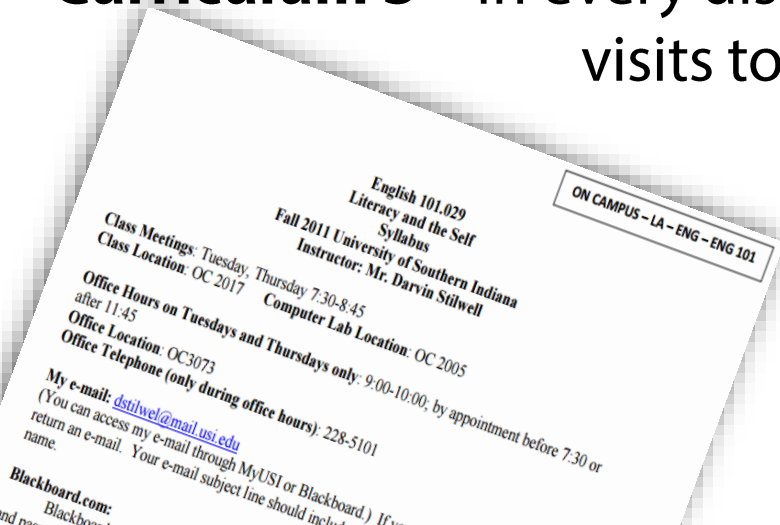 in every
visits to
ON CAMPUS – LA – ENG – ENG 101
English 101.029
Literacy and the Self
Syllabus
Fall 2011 University of Southern Indiana
Instructor: Mr. Darvin Stilwell
Class Meetings: Tuesday, Thursday 7:30-8:45
Class Location: OC 2017 Computer Lab Location: OC 2005
Office Hours on Tuesdays and Thursdays only: 9:00-10:00; by appointment before 7:30 or
after 11:45
Office Location: OC3073
Office Telephone (only during office hours): 228-5101
My e-mail: dstilwel@mail.usi.edu
(You can access my e-mail through MyUSI or Blackboard.) If
return an e-mail. Your e-mail subject line should
name.
Blackboard.com: